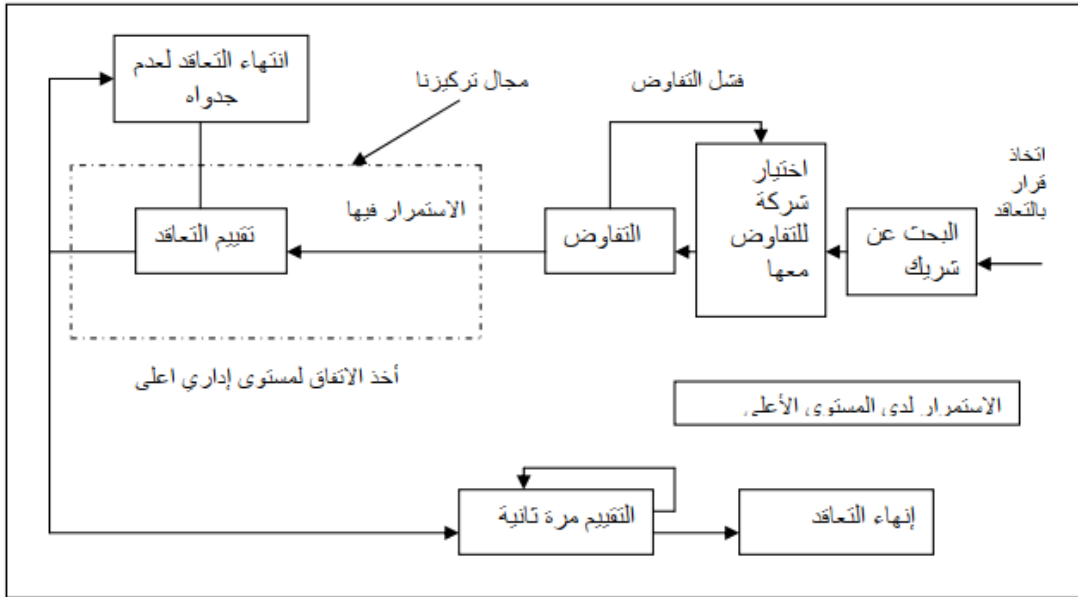 اتخاذ
قرار
بالتعاقد
البحث عن
شريك
اختيار
شركة
للتفاوض
معها
فشل التفاوض
التفاوض
مجال تركيزنا
الاستمرار فيها
تقييم التعاقد
انتهاء التعاقد لعدم
جدواه
أخذ الاتفاق لمستوى إداري اعلى
الاستمرار لدى المستوى الأعلى
التقييم مرة ثانية
إنهاء التعاقد